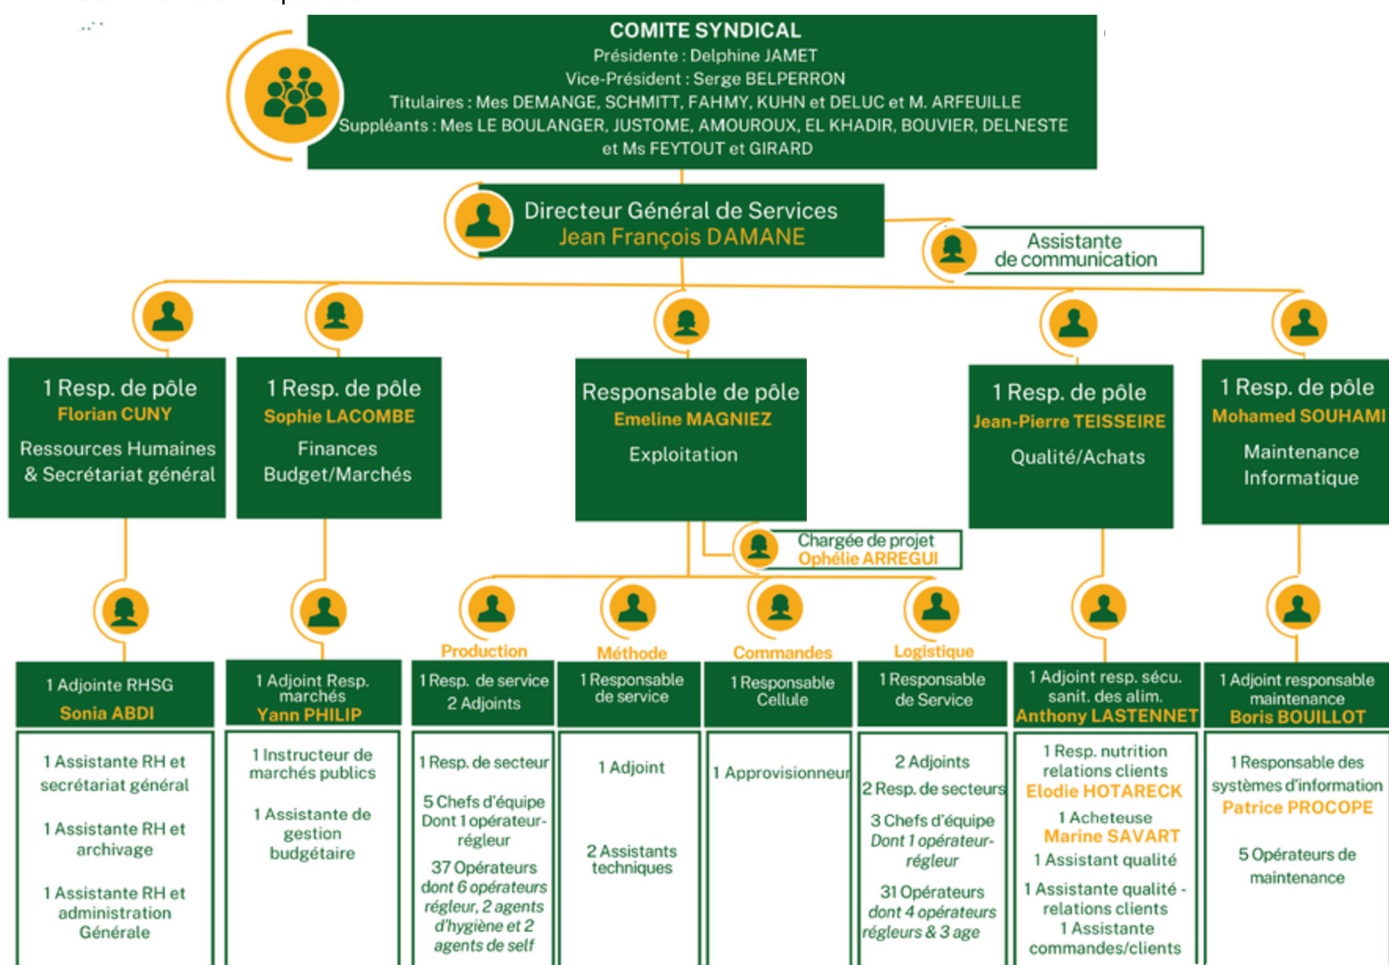 COMITE SYNDICAL
Présidente : Delphine JAMET
Vice-Président : Serge BELPERRON
Titulaires : Mes DEMANGE, SCHMITT, FAHMY, KUHN et DELUC et M. ARFEUILLE
Suppléants : Mes LE BOULANGER, JUSTOME, AMOUROUX, EL KHADIR, BOUVIER, DELNESTE
et Ms FEYTOUT et GIRARD
Directeur Général de Services
Jean François DAMANE
Assistante
de communication
1 Resp. de pôle
Florian CUNY
Ressources Humaines
& Secrétariat général
1 Resp. de pôle
Sophie LACOMBE
Finances
Budget/Marchés
Responsable de pôle
Emeline MAGNIEZ
Exploitation
1 Resp. de pôle
Jean-Pierre TEISSEIRE
Qualité/Achats
1 Resp. de pôle
Mohamed SOUHAMI
Maintenance
Informatique
Chargée de projet
Ophélie ARREGUI
1 Adjointe RHSG
Sonia ABDI
1 Assistante RH et
secrétariat général
1 Assistante RH et
archivage
1 Assistante RH et
administration
Générale
1 Adjoint Resp.
marchés
Yann PHILIP
1 Instructeur de
marchés publics
1 Assistante de
gestion
budgétaire
Production
1 Resp. de service
2 Adjoints
1 Resp. de secteur
5 Chefs d'équipe
Dont 1 opérateur-
régleur
37 Opérateurs
dont 6 opérateurs
régleur, 2 agents
d'hygiène et 2
agents de self
Méthode
1 Responsable
de service
1 Adjoint
2 Assistants
techniques
Commandes
1 Responsable
Cellule
1 Approvisionneur
Logistique
1 Responsable
de Service
2 Adjoints
2 Resp. de secteurs
3 Chefs d'équipe
Dont 1 opérateur-
régleur
31 Opérateurs
dont 4 opérateurs
régleurs & 3 age
1 Adjoint resp. sécu.
sanit. des alim.
Anthony LASTENNET
1 Resp. nutrition
relations clients
Elodie HOTARECK
1 Acheteuse
Marine SAVART
1 Assistant qualité
1 Assistante qualité -
relations clients
1 Assistante
commandes/clients
1 Adjoint responsable
maintenance
Boris BOUILLOT
1 Responsable des
systèmes d'information
Patrice PROCOPE
5 Opérateurs de
maintenance